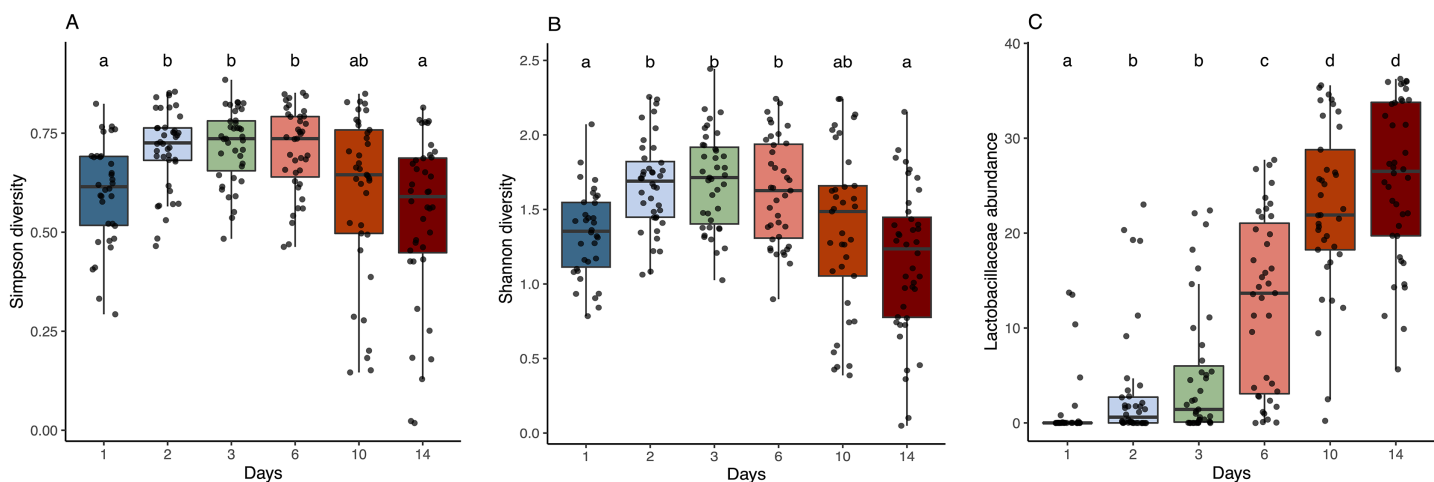 A
Simpson diversity
0.75
0.50
0.25
0.00
a b b b ab a
1 2 3 6 10 14
Days
B
Shannon diversity
2.5
2.0
1.5
1.0
0.5
0.0
a b b b ab a
1 2 3 6 10 14
Days
C
Lactobacillaceae abundance
40
30
20
10
0
a b b c d d
1 2 3 6 10 14
Days